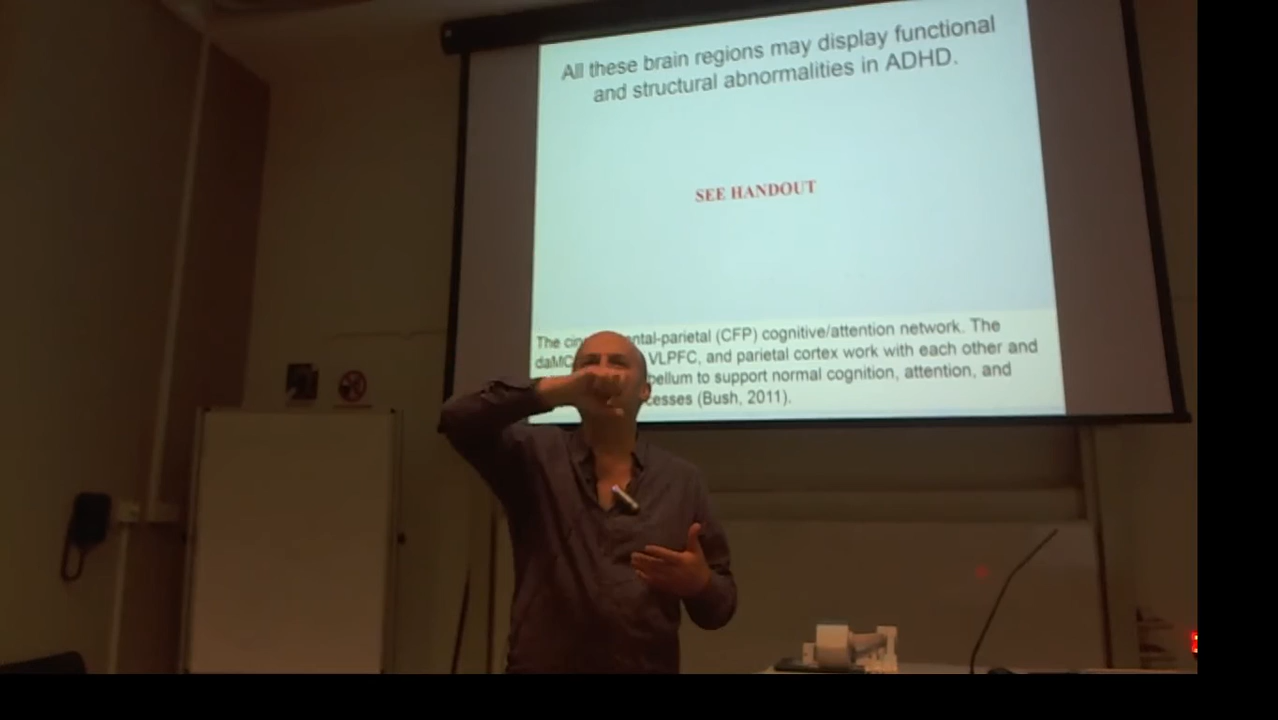 All these brain regions may display functional
and structural abnormalities in ADHD.
SEE HANDOUT
The ntal-parietal (CFP) cognitive/attention network. The
daMC VLPFC, and parietal cortex work with each other and
bellum to support normal cognition, attention, and
cesses (Bush, 2011).